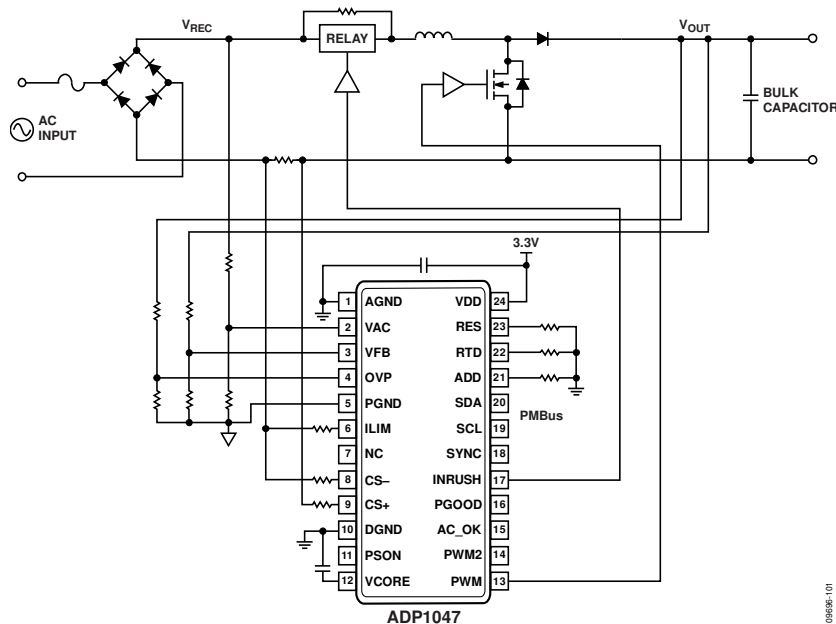 VREC
RELAY
VOUT
AC
INPUT
BULK
CAPACITOR
3.3V
1 AGND VDD 24
2 VAC RES 23
3 VFB RTD 22
4 OVP ADD 21
5 PGND SDA 20
PMBus
6 ILIM SCL 19
7 NC SYNC 18
8 CS– INRUSH 17
9 CS+ PGOOD 16
10 DGND AC_OK 15
11 PSON PWM2 14
12 VCORE PWM 13
ADP1047
09696-101